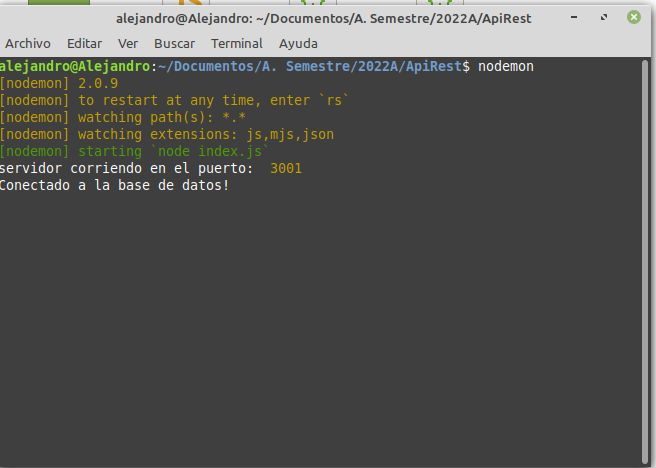 alejandro@Alejandro: ~/Documentos/A. Semestre/2022A/ApiRest
Archivo Editar Ver Buscar Terminal Ayuda
alejandro@Alejandro:~/Documentos/A. Semestre/2022A/ApiRest$ nodemon
[nodemon] 2.0.9
[nodemon] to restart at any time, enter `rs`
[nodemon] watching path(s): *.*
[nodemon] watching extensions: js,mjs,json
[nodemon] starting `node index.js`
servidor corriendo en el puerto:  3001
Conectado a la base de datos!